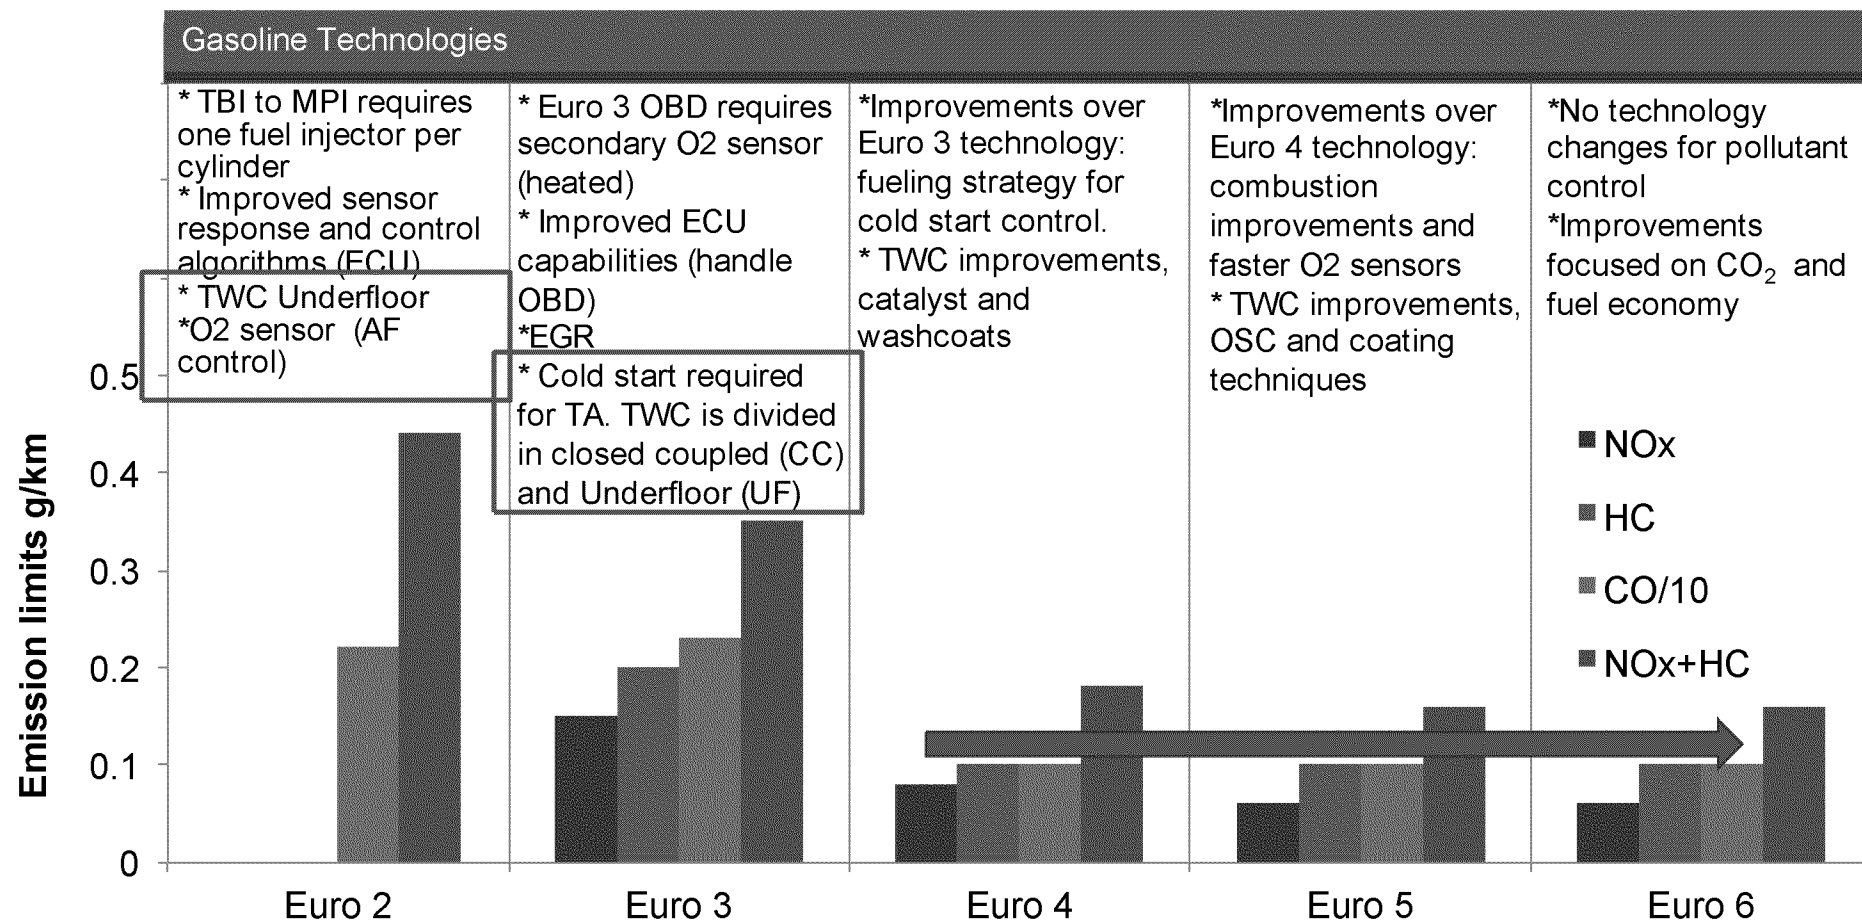 Gasoline Technologies
* TBI to MPI requires
one fuel injector per
cylinder
* Improved sensor
response and control
algorithms (ECU)
* TWC Underfloor
*O2 sensor (AF
control)
* Euro 3 OBD requires
secondary O2 sensor
(heated)
* Improved ECU
capabilities (handle
OBD)
*EGR
* Cold start required
for TA. TWC is divided
in closed coupled (CC)
and Underfloor (UF)
*Improvements over
Euro 3 technology:
fueling strategy for
cold start control.
* TWC improvements,
catalyst and
washcoats
*Improvements over
Euro 4 technology:
combustion
improvements and
faster O2 sensors
* TWC improvements,
OSC and coating
techniques
*No technology
changes for pollutant
control
*Improvements
focused on CO₂ and
fuel economy
Emission limits g/km
0.5
0.4
0.3
0.2
0.1
0
NOx
HC
CO/10
NOx+HC
Euro 2
Euro 3
Euro 4
Euro 5
Euro 6